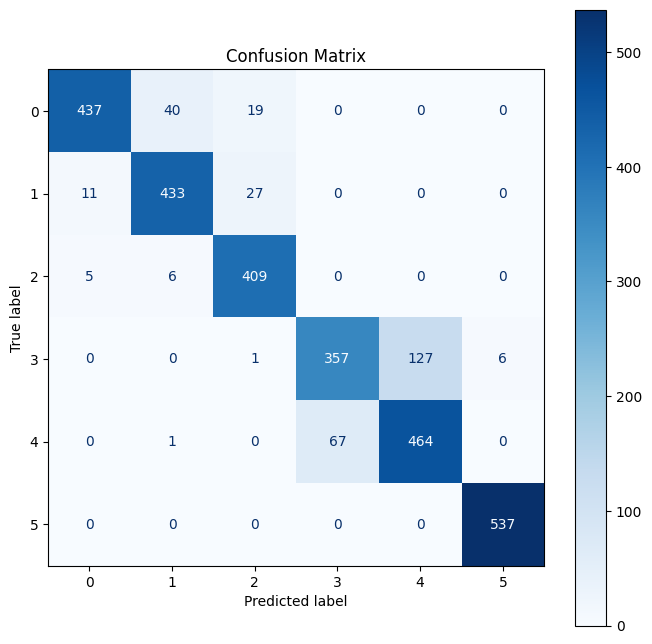 Confusion Matrix
0 437 40 19 0 0 0
1 11 433 27 0 0 0
2 5 6 409 0 0 0
3 0 0 1 357 127 6
4 0 1 0 67 464 0
5 0 0 0 0 0 537
0 1 2 3 4 5
True label
Predicted label
500
400
300
200
100
0